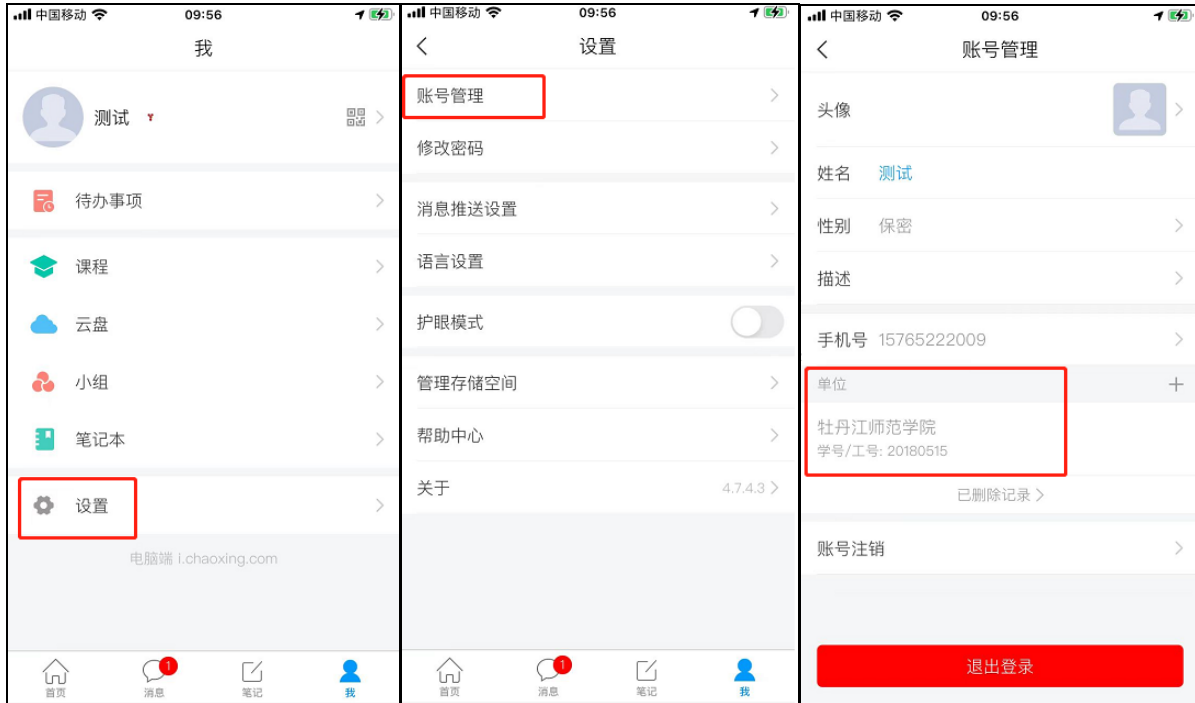 中国移动 09:56
我
测试
待办事项
课程
云盘
小组
笔记本
设置
电脑端 i.chaoxing.com
首页 消息 1 笔记 我
中国移动 09:56
设置
账号管理
修改密码
消息推送设置
语言设置
护眼模式
管理存储空间
帮助中心
关于 4.7.4.3
首页 消息 1 笔记 我
中国移动 09:56
账号管理
头像
姓名 测试
性别 保密
描述
手机号 15765222009
单位
牡丹江师范学院
学号/工号: 20180515
已删除记录
账号注销
退出登录